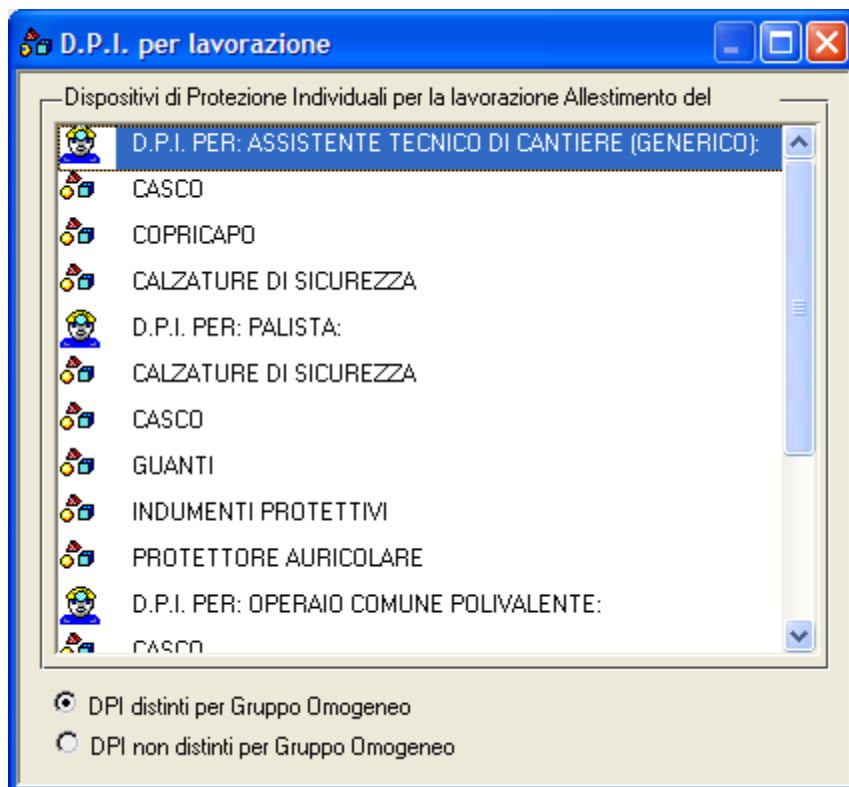 D.P.I. per lavorazione
Dispositivi di Protezione Individuali per la lavorazione Allestimento del
D.P.I. PER: ASSISTENTE TECNICO DI CANTIERE (GENERICO):
CASCO
COPRICAPO
CALZATURE DI SICUREZZA
D.P.I. PER: PALISTA:
CALZATURE DI SICUREZZA
CASCO
GUANTI
INDUMENTI PROTETTIVI
PROTETTORE AURICOLARE
D.P.I. PER: OPERAIO COMUNE POLIVALENTE:
CASCO
DPI distinti per Gruppo Omogeneo
DPI non distinti per Gruppo Omogeneo